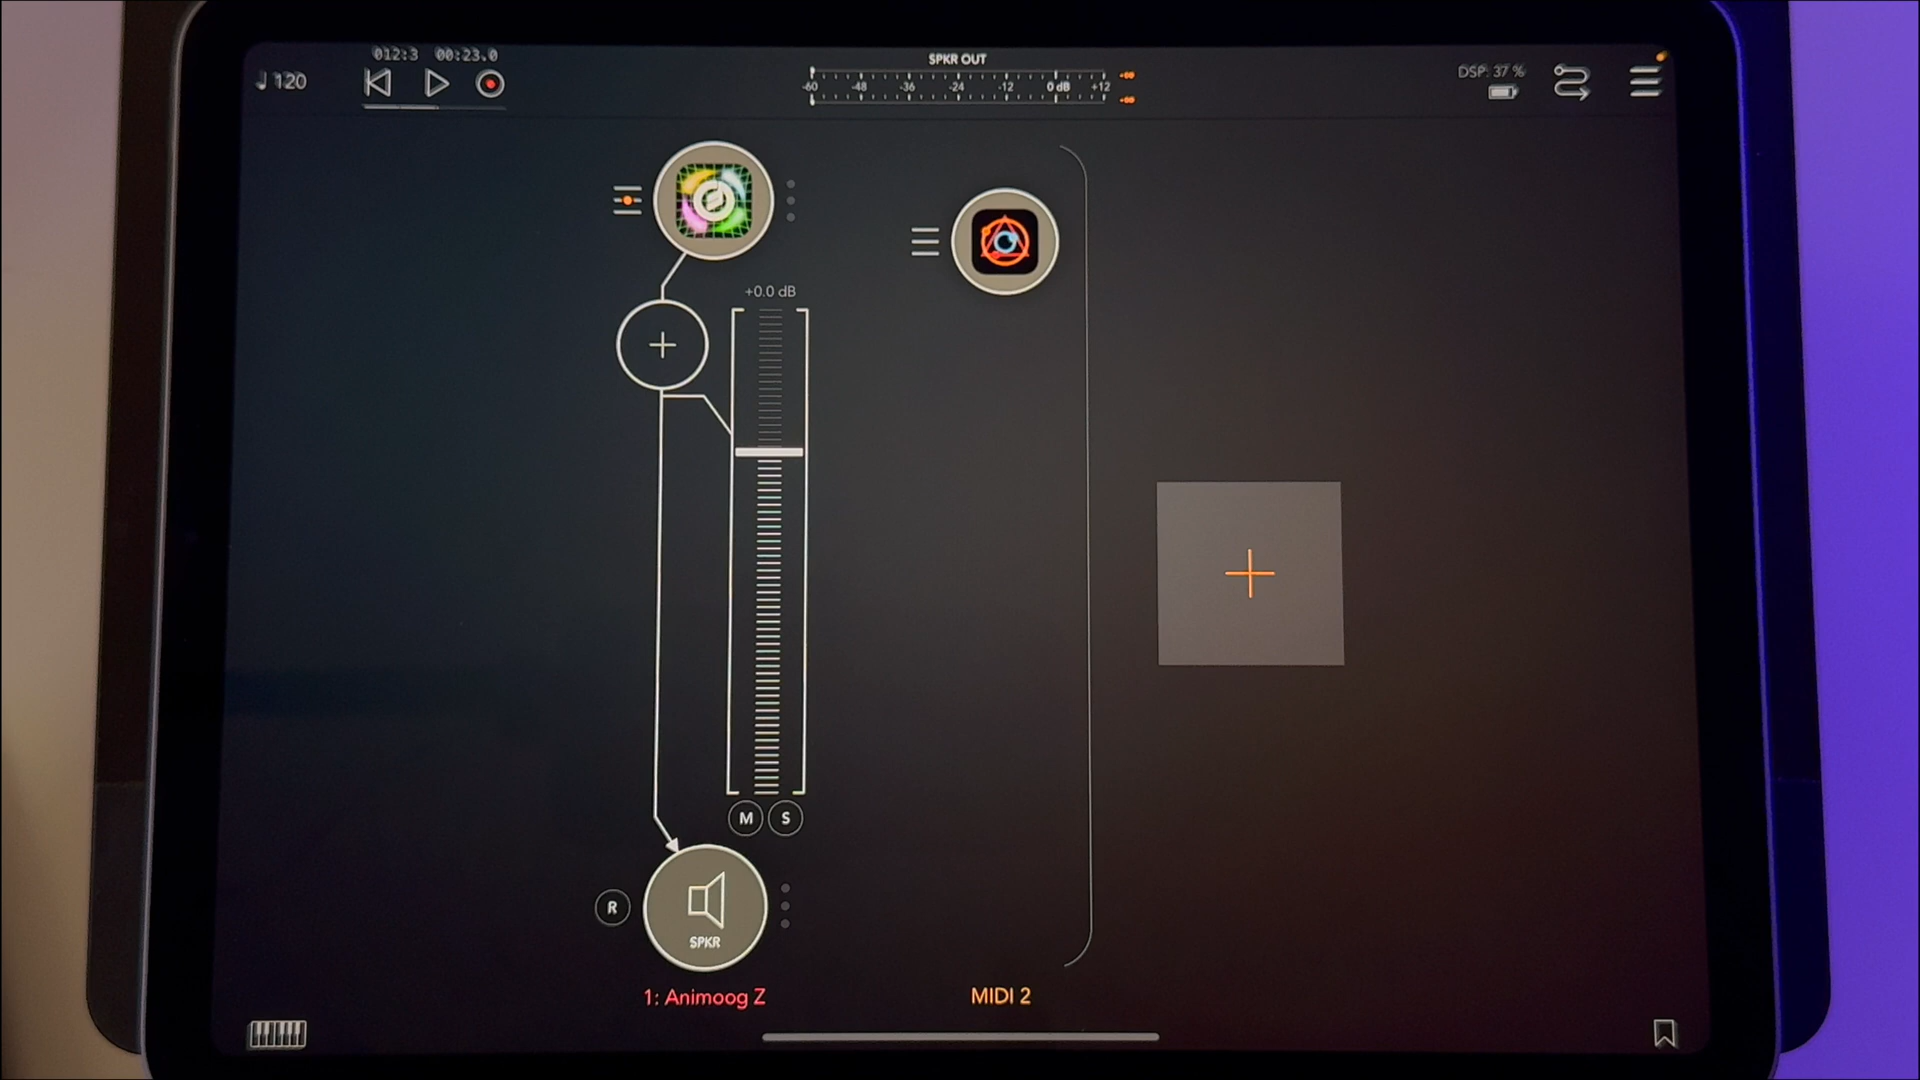 012:3 00:23.0
120
SPKR OUT
-60 -48 -36 -24 -12 0 dB +12
-∞
-∞
DSP: 37 %
+0.0 dB
M S
R
SPKR
1: Animoog Z
MIDI 2